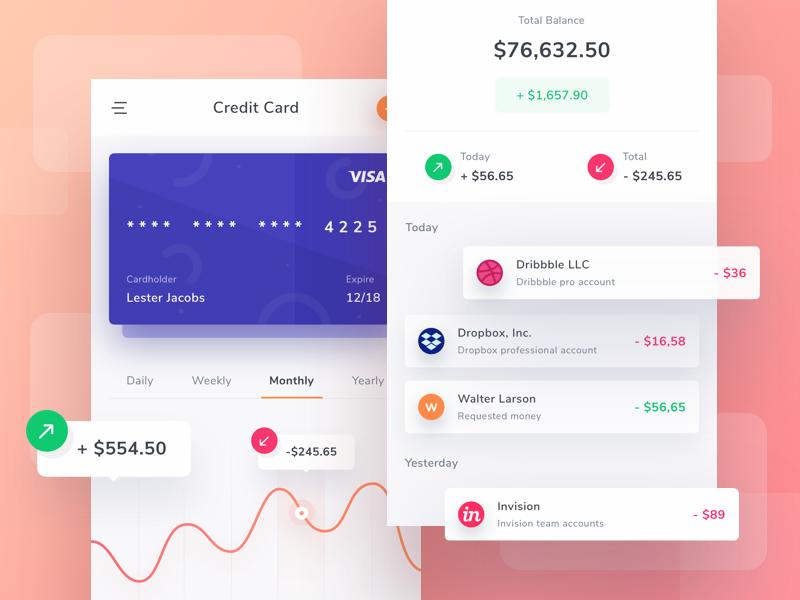 Credit Card
VISA
**** **** **** 4225
Cardholder
Expire
Lester Jacobs
12/18
Daily
Weekly
Monthly
Yearly
+ $554.50
-$245.65
Total Balance
$76,632.50
+ $1,657.90
Today
+ $56.65
Total
- $245.65
Today
Dribbble LLC
Dribbble pro account
- $36
Dropbox, Inc.
Dropbox professional account
- $16,58
W
Walter Larson
Requested money
- $56,65
Yesterday
in
Invision
Invision team accounts
- $89